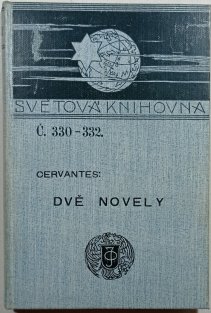 SVĚTOVÁ KNIHOVNA
Č. 330-332.
CERVANTES:
DVĚ NOVELY